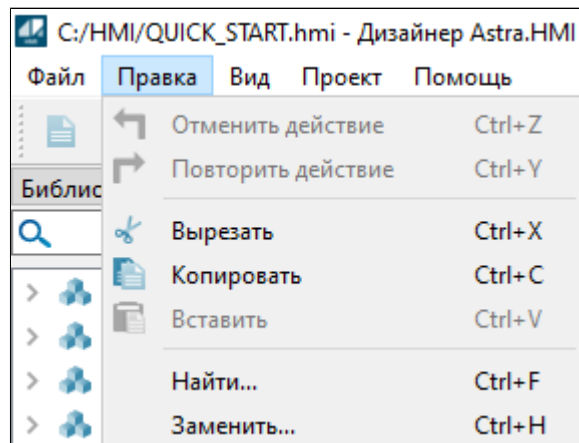 C:/HMI/QUICK_START.hmi - Дизайнер Astra.HMI
Файл Правка Вид Проект Помощь
Отменить действие Ctrl+Z
Повторить действие Ctrl+Y
Библис
Вырезать Ctrl+X
Копировать Ctrl+C
Вставить Ctrl+V
Найти... Ctrl+F
Заменить... Ctrl+H